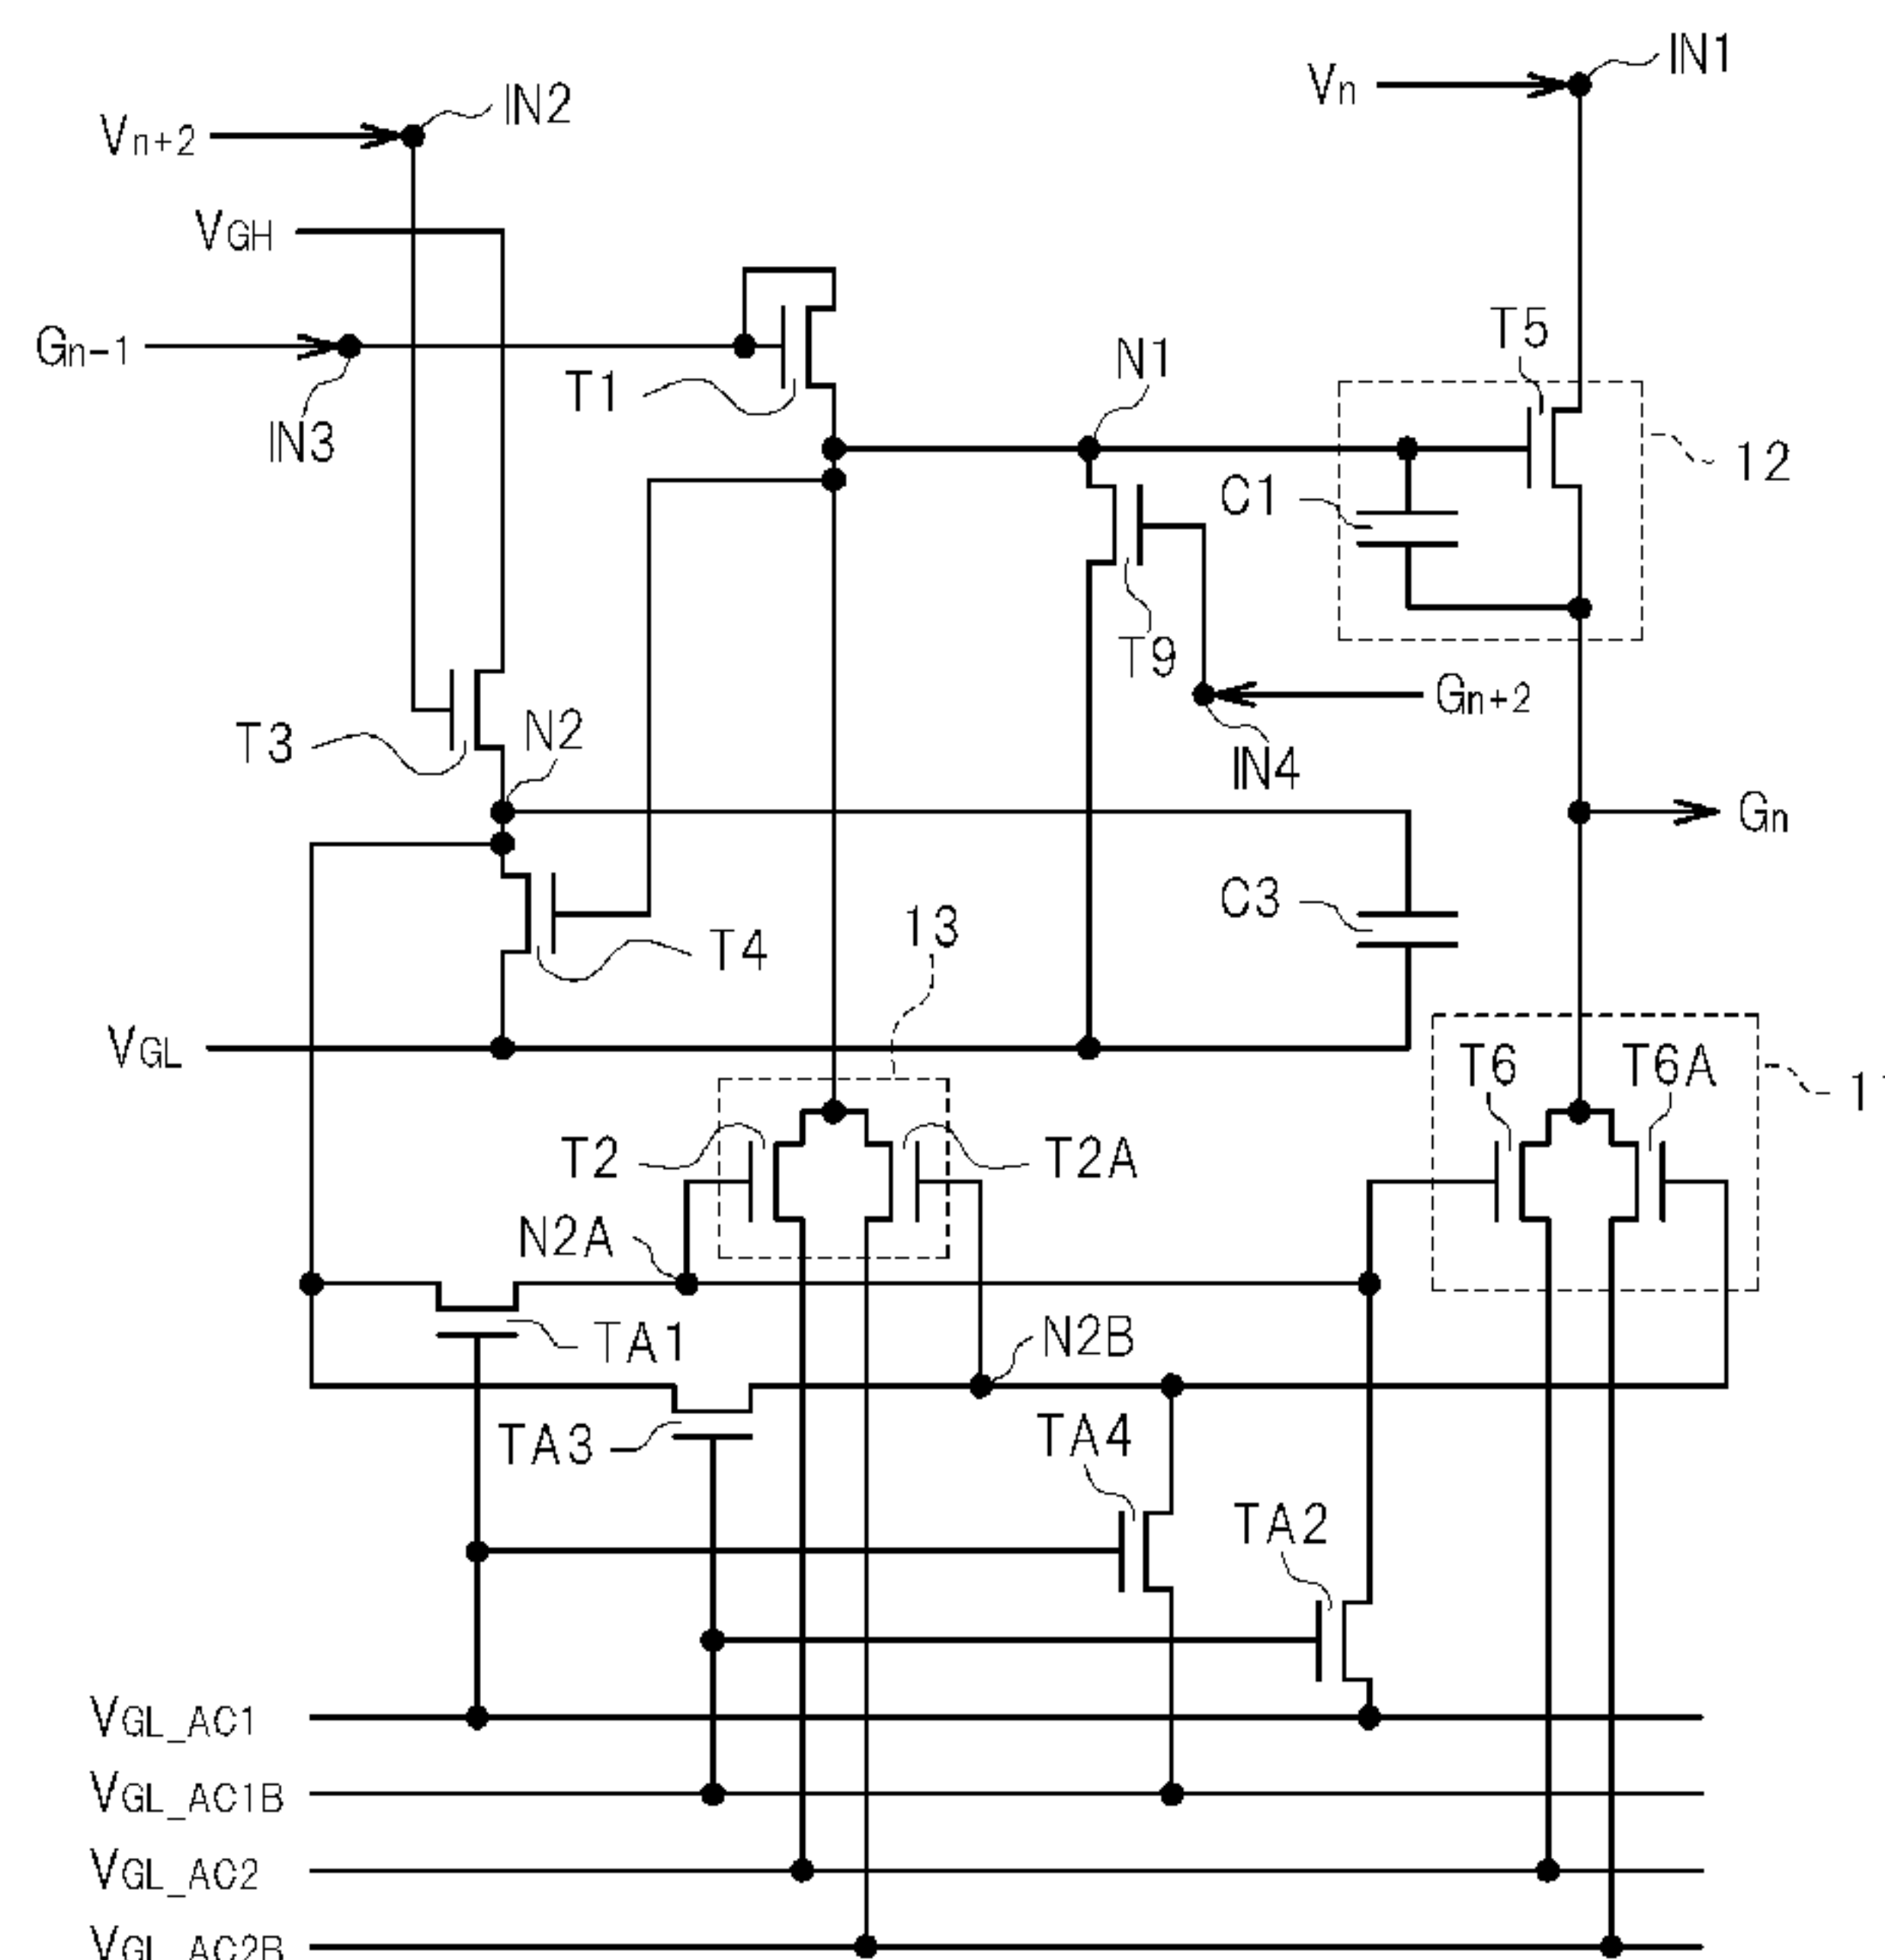 IN1
Vn
IN2
Vn+2
VGH
Gn-1
T1
IN3
N1
T5
12
C1
T9
Gn+2
IN4
T3
N2
Gn
C3
13
T4
VGL
T6
T6A
T2
T2A
N2A
TA1
N2B
TA3
TA4
TA2
VGL_AC1
VGL_AC1B
VGL_AC2
VGL_AC2B